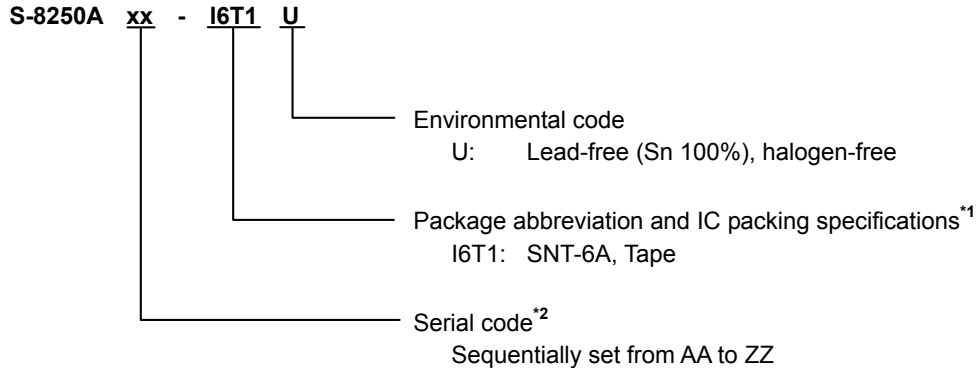 S-8250A xx - I6T1 U
Environmental code
U: Lead-free (Sn 100%), halogen-free
Package abbreviation and IC packing specifications*1
I6T1: SNT-6A, Tape
Serial code*2
Sequentially set from AA to ZZ